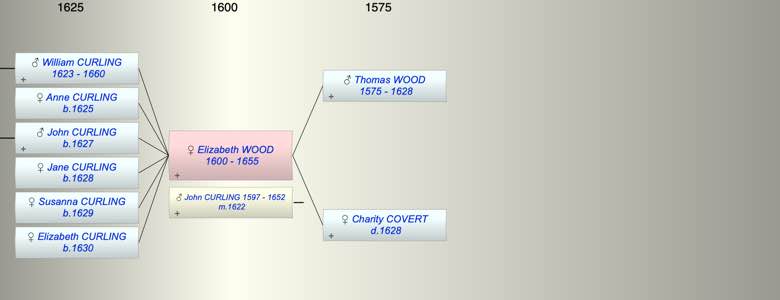 1625
1600
1575
♂ William CURLING
1623 - 1660
+
♀ Anne CURLING
b.1625
♂ John CURLING
b.1627
+
♀ Jane CURLING
b.1628
♀ Susanna CURLING
b.1629
♀ Elizabeth CURLING
b.1630
♀ Elizabeth WOOD
1600 - 1655
+
♂ John CURLING 1597 - 1652
m.1622
+
♂ Thomas WOOD
1575 - 1628
+
♀ Charity COVERT
d.1628
+